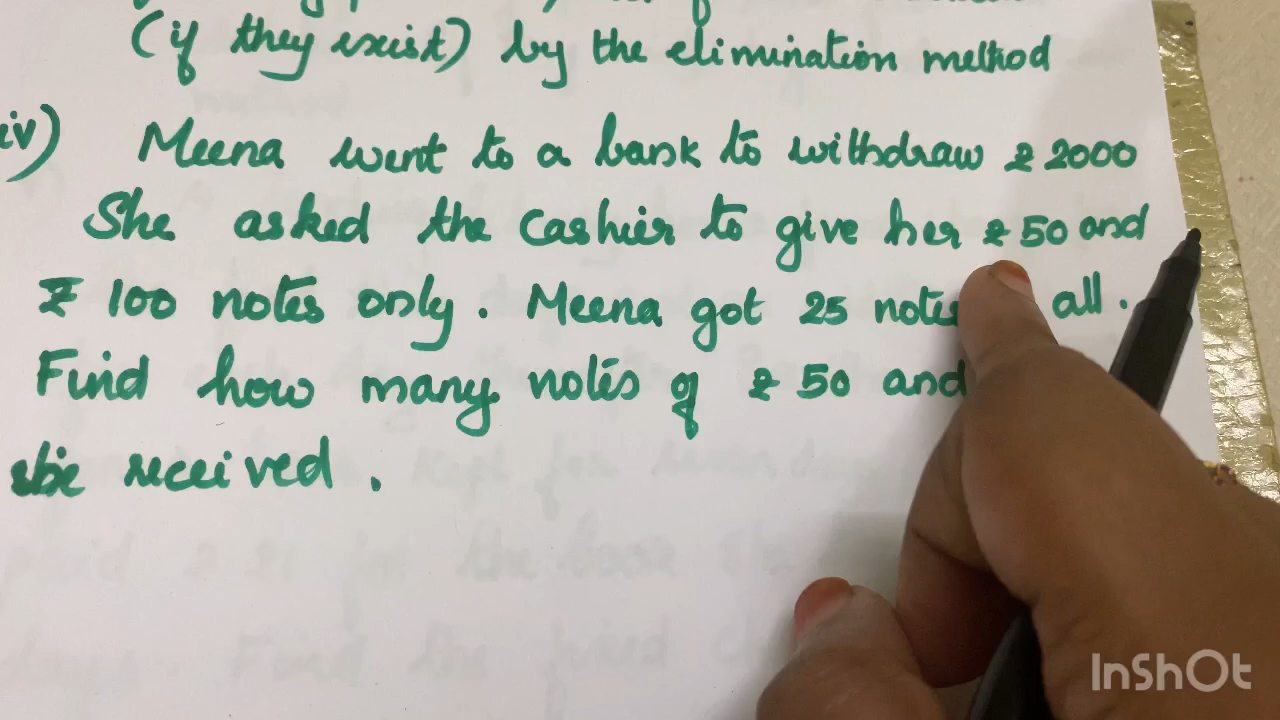 (if they exist) by the elimination method
iv) Meena went to a bank to withdraw ₹ 2000
She asked the cashier to give her ₹ 50 and
₹ 100 notes only. Meena got 25 notes all.
Find how many notes of ₹ 50 and
she received.
InShOt